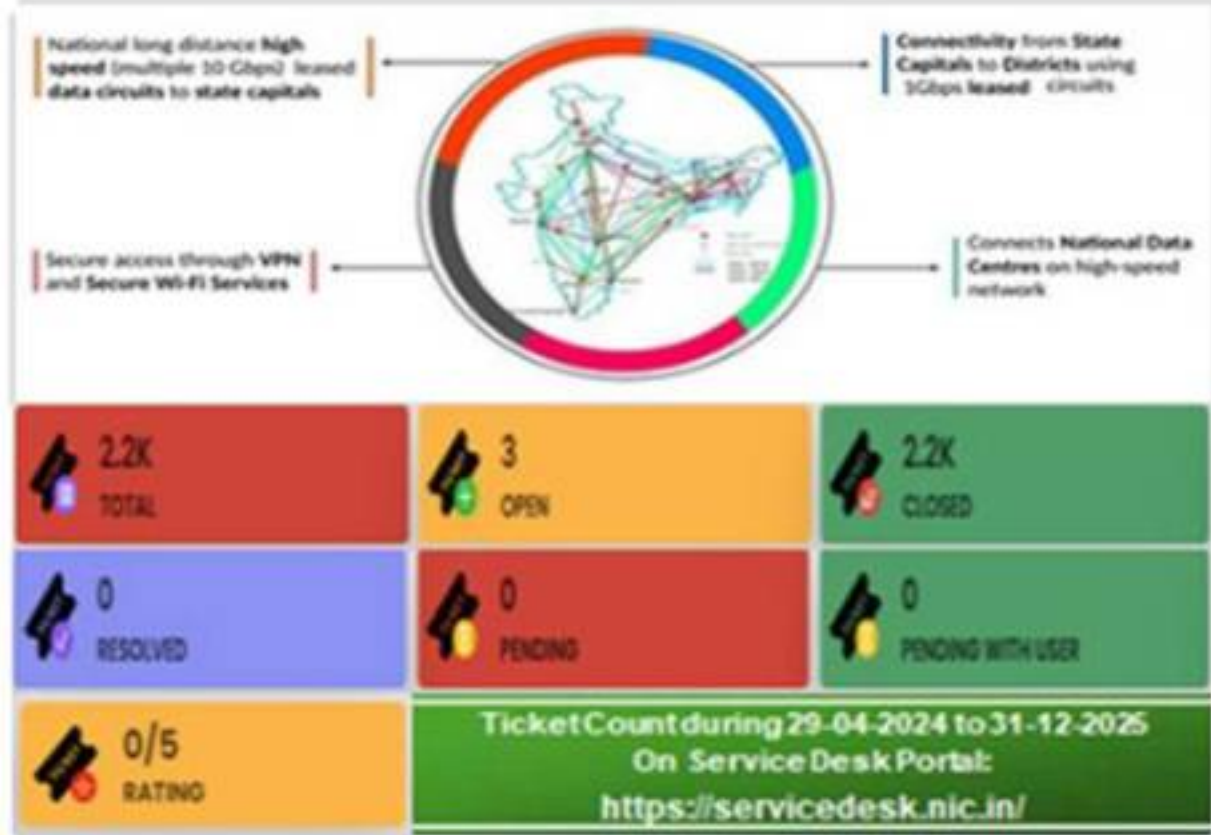 National long distance high
speed (multiple 10 Gbps) leased
data circuits to state capitals
Connectivity from State
Capitals to Districts using
1Gbps leased circuits
Secure access through VPN
and Secure Wi-Fi Services
Connects National Data
Centres on high-speed
network
2.2K
TOTAL
3
OPEN
2.2K
CLOSED
0
RESOLVED
0
PENDING
0
PENDING WITH USER
0/5
RATING
Ticket Count during 29-04-2024 to 31-12-2025
On Service Desk Portal:
https://servicedesk.nic.in/